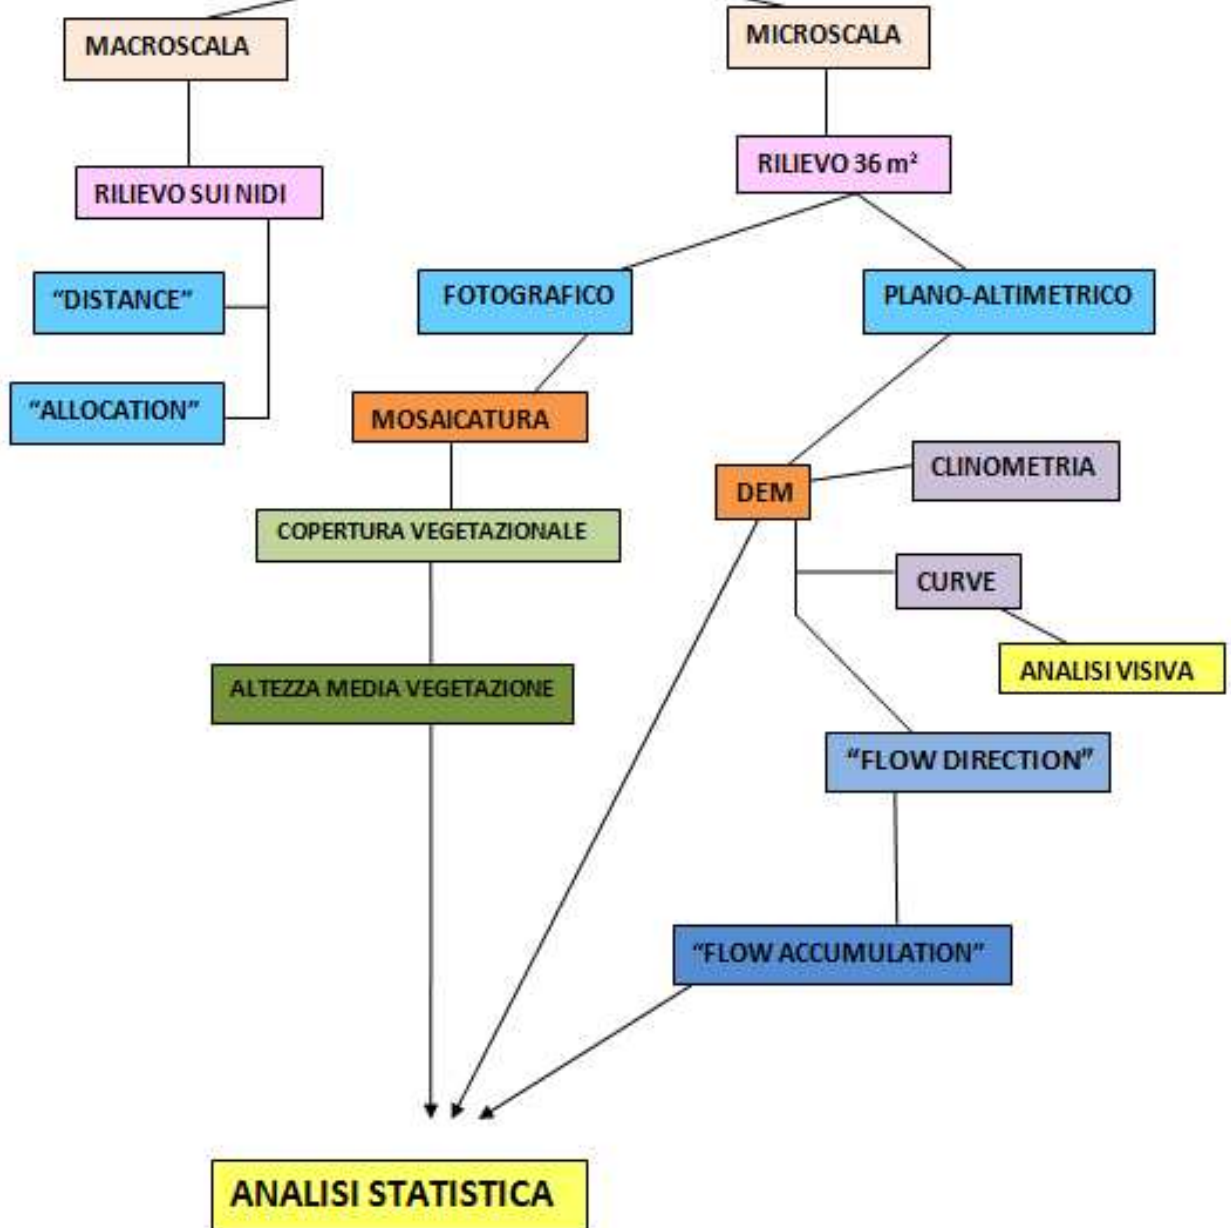 MACROSCALA
MICROSCALA
RILIEVO 36 m²
RILIEVO SUI NIDI
"DISTANCE"
FOTOGRAFICO
PLANO-ALTIMETRICO
"ALLOCATION"
MOSAICATURA
CLINOMETRIA
DEM
COPERTURA VEGETAZIONALE
CURVE
ANALISI VISIVA
ALTEZZA MEDIA VEGETAZIONE
"FLOW DIRECTION"
"FLOW ACCUMULATION"
ANALISI STATISTICA